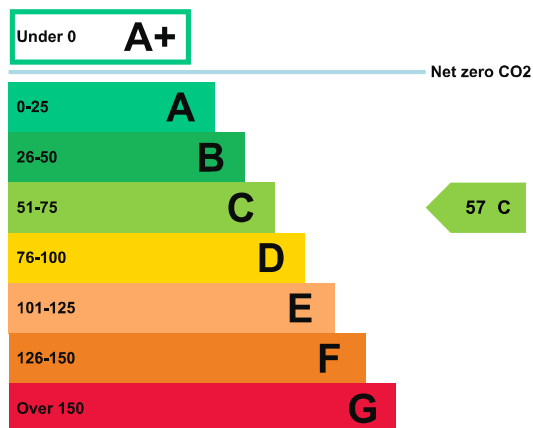 Under 0 A+
Net zero CO2
0-25 A
26-50 B
51-75 C
57 C
76-100 D
101-125 E
126-150 F
Over 150 G